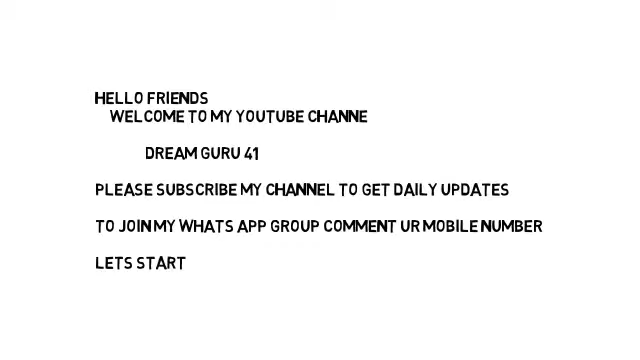 HELLO FRIENDS
WELCOME TO MY YOUTUBE CHANNE
DREAM GURU 41
PLEASE SUBSCRIBE MY CHANNEL TO GET DAILY UPDATES
TO JOIN MY WHATS APP GROUP COMMENT UR MOBILE NUMBER
LETS START